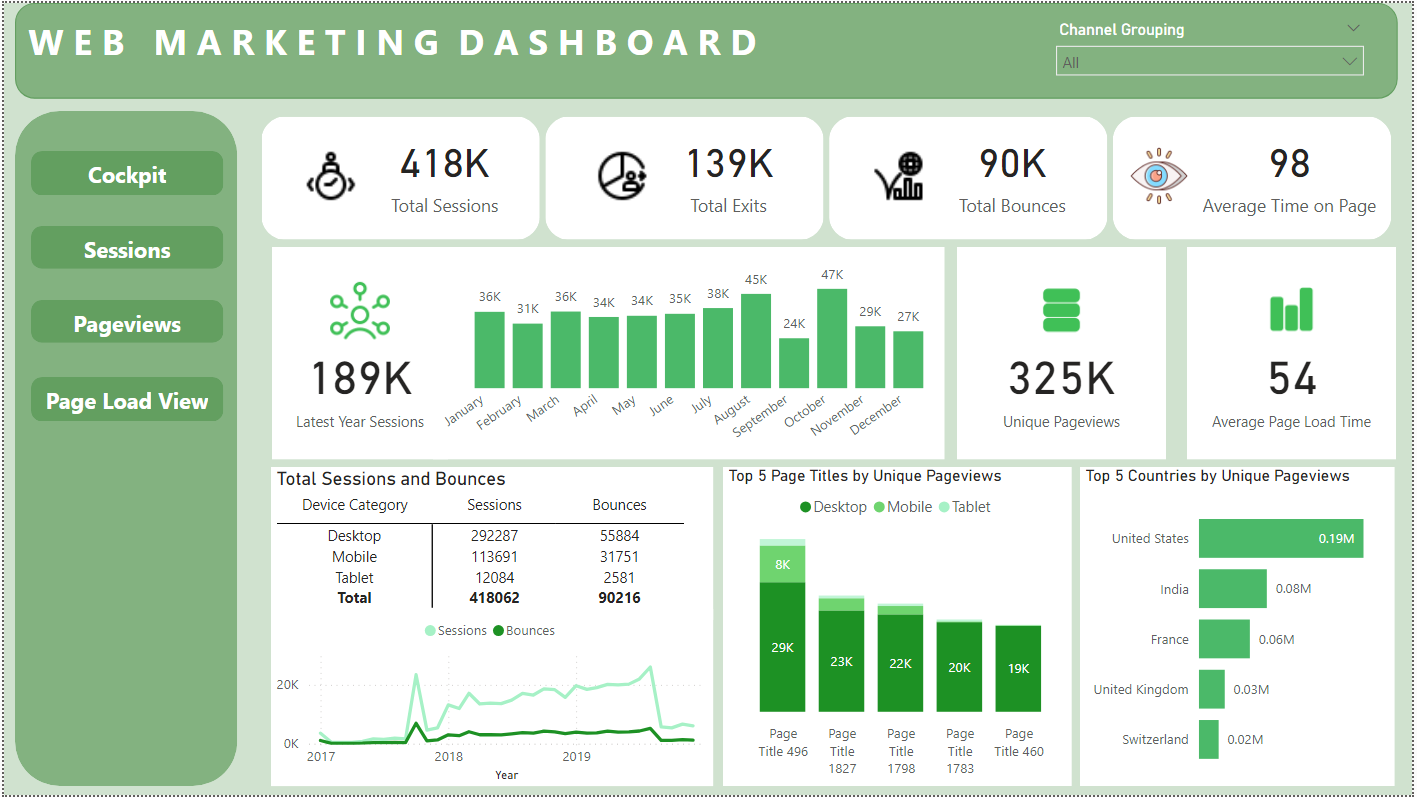 WEB MARKETING DASHBOARD
Channel Grouping
All
Cockpit
Sessions
Pageviews
Page Load View
418K
Total Sessions
139K
Total Exits
90K
Total Bounces
98
Average Time on Page
189K
Latest Year Sessions
36K 31K 36K 34K 34K 35K 38K 45K 24K 47K 29K 27K
January February March April May June July August September October November December
325K
Unique Pageviews
54
Average Page Load Time
Total Sessions and Bounces
Device Category Sessions Bounces
Desktop 292287 55884
Mobile 113691 31751
Tablet 12084 2581
Total 418062 90216
Sessions Bounces
20K
0K
2017 2018 2019
Year
Top 5 Page Titles by Unique Pageviews
Desktop Mobile Tablet
8K
29K 23K 22K 20K 19K
Page Title 496
Page Title 1827
Page Title 1798
Page Title 1783
Page Title 460
Top 5 Countries by Unique Pageviews
United States 0.19M
India 0.08M
France 0.06M
United Kingdom 0.03M
Switzerland 0.02M